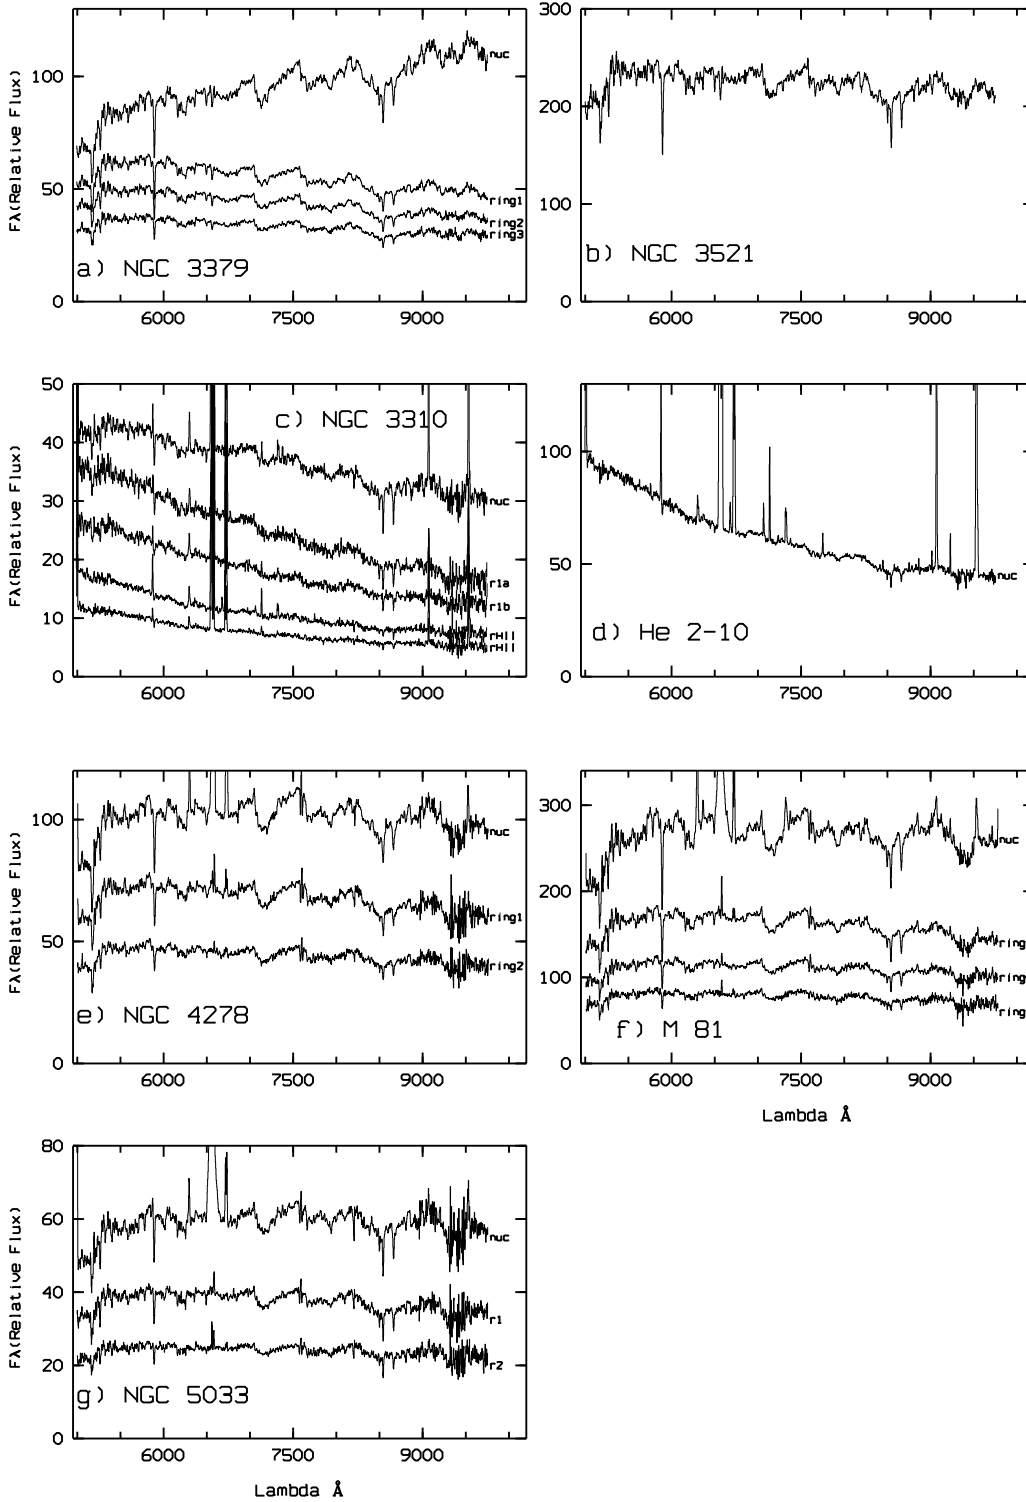 Fλ(Relative Flux)
100
50
0
nuc
ring1
ring2
ring3
a) NGC 3379
6000 7500 9000
300
200
100
0
b) NGC 3521
6000 7500 9000
Fλ(Relative Flux)
50
40
30
20
10
0
c) NGC 3310
nuc
r1a
r1b
rHII
rHII
6000 7500 9000
100
50
0
nuc
d) He 2-10
6000 7500 9000
Fλ(Relative Flux)
100
50
0
nuc
ring1
ring2
e) NGC 4278
6000 7500 9000
300
200
100
0
nuc
ring
ring
ring
f) M 81
6000 7500 9000
Lambda Å
Fλ(Relative Flux)
80
60
40
20
0
nuc
r1
r2
g) NGC 5033
6000 7500 9000
Lambda Å